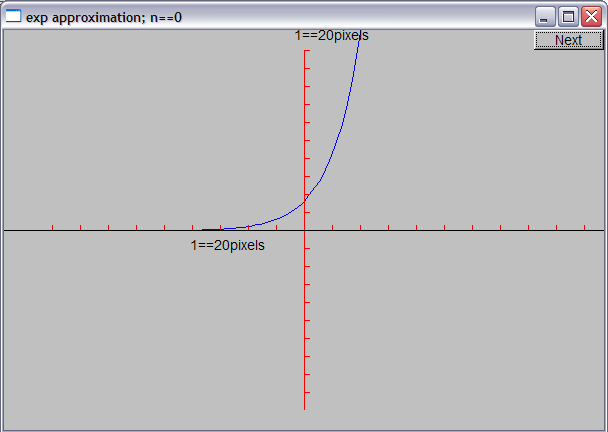 exp approximation; n==0
1==20pixels
Next
1==20pixels